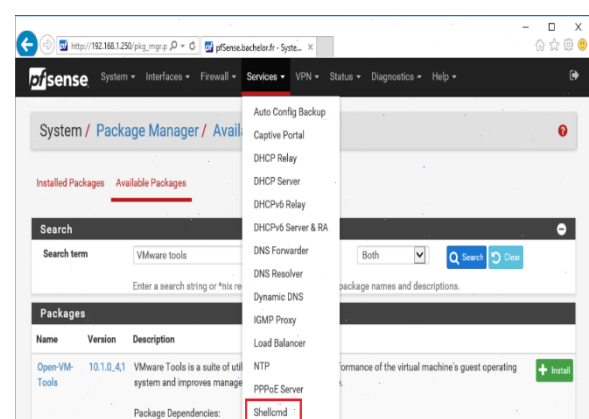 http://192.168.1.250/pkg_mgr.p
pfSense.bachelor.fr - Syste...
pfsense System Interfaces Firewall Services VPN Status Diagnostics Help
System / Package Manager / Avail
Installed Packages Available Packages
Auto Config Backup
Captive Portal
DHCP Relay
DHCP Server
DHCPv6 Relay
DHCPv6 Server & RA
DNS Forwarder
DNS Resolver
Dynamic DNS
IGMP Proxy
Load Balancer
NTP
PPPoE Server
Shellcmd
Search
Search term VMware tools Both Search Clear
Enter a search string or *nix re package names and descriptions.
Packages
Name Version Description
Open-VM-Tools 10.1.0_4,1 VMware Tools is a suite of util ormance of the virtual machine's guest operating Install
system and improves manage
Package Dependencies: